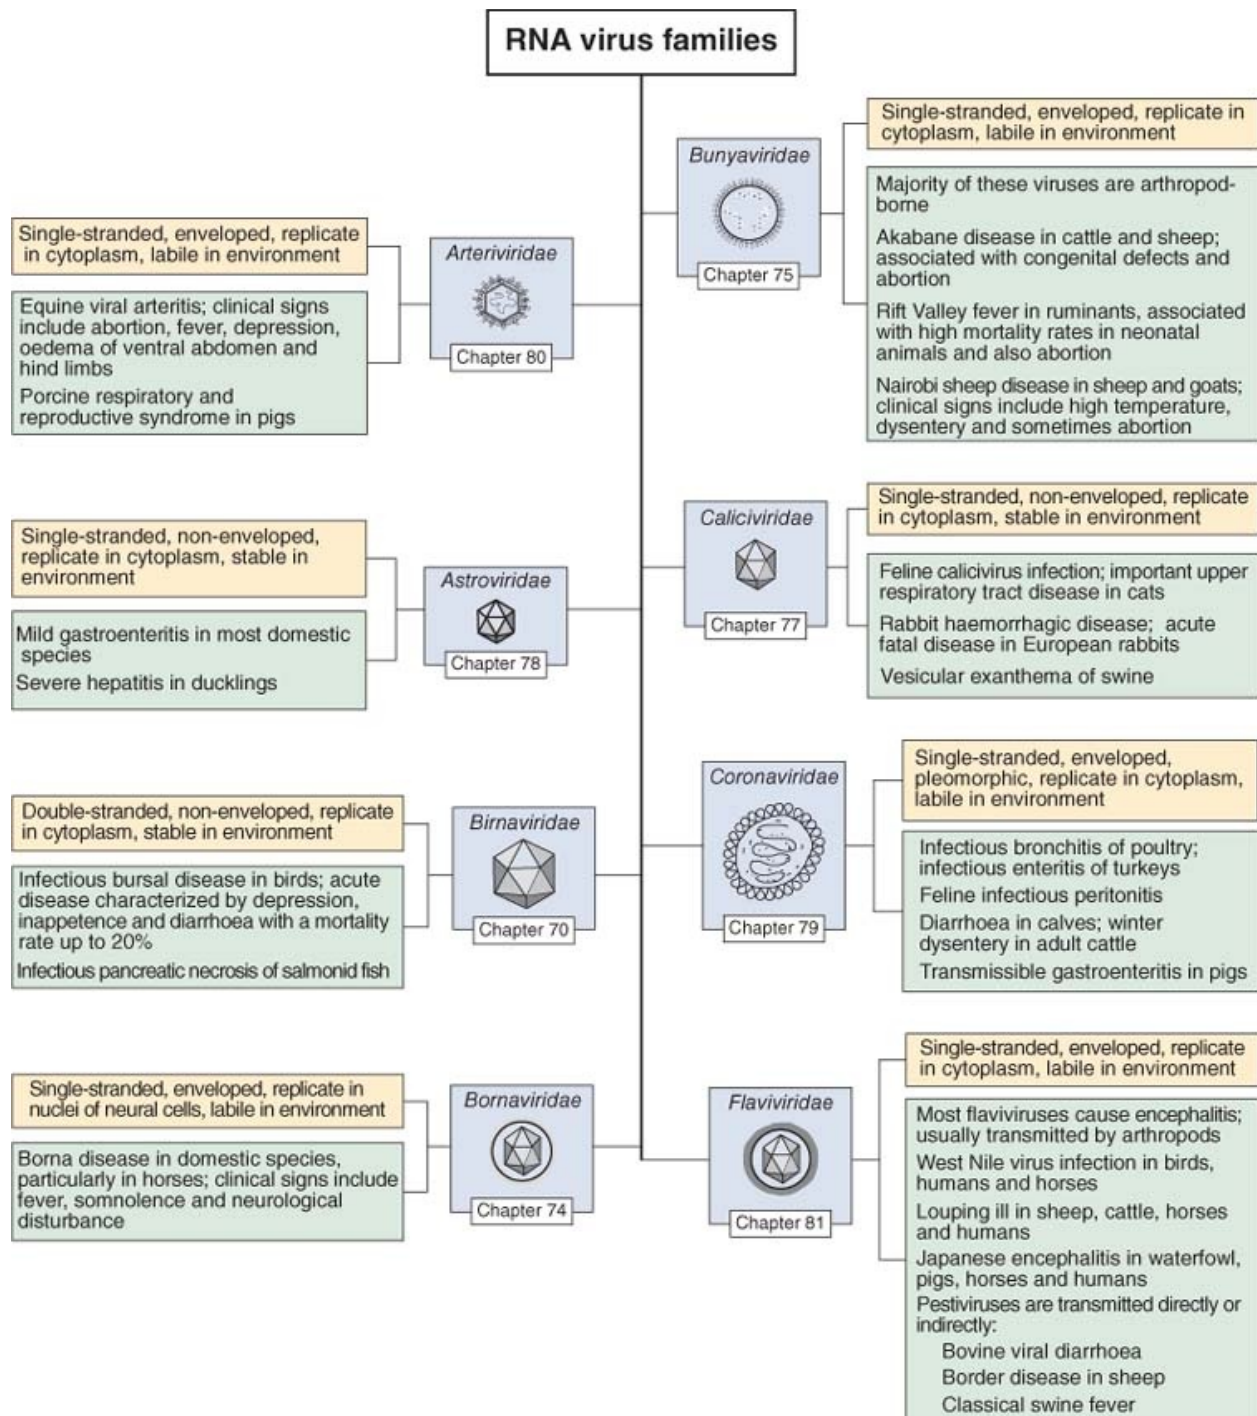 RNA virus families
Single-stranded, enveloped, replicate
in cytoplasm, labile in environment
Equine viral arteritis; clinical signs
include abortion, fever, depression,
oedema of ventral abdomen and
hind limbs
Porcine respiratory and
reproductive syndrome in pigs
Arteriviridae
Chapter 80
Bunyaviridae
Chapter 75
Single-stranded, enveloped, replicate in
cytoplasm, labile in environment
Majority of these viruses are arthropod-
borne
Akabane disease in cattle and sheep;
associated with congenital defects and
abortion
Rift Valley fever in ruminants, associated
with high mortality rates in neonatal
animals and also abortion
Nairobi sheep disease in sheep and goats;
clinical signs include high temperature,
dysentery and sometimes abortion
Single-stranded, non-enveloped,
replicate in cytoplasm, stable in
environment
Mild gastroenteritis in most domestic
species
Severe hepatitis in ducklings
Astroviridae
Chapter 78
Caliciviridae
Chapter 77
Single-stranded, non-enveloped, replicate
in cytoplasm, stable in environment
Feline calicivirus infection; important upper
respiratory tract disease in cats
Rabbit haemorrhagic disease; acute
fatal disease in European rabbits
Vesicular exanthema of swine
Double-stranded, non-enveloped, replicate
in cytoplasm, stable in environment
Infectious bursal disease in birds; acute
disease characterized by depression,
inappetence and diarrhoea with a mortality
rate up to 20%
Infectious pancreatic necrosis of salmonid fish
Birnaviridae
Chapter 70
Coronaviridae
Chapter 79
Single-stranded, enveloped,
pleomorphic, replicate in cytoplasm,
labile in environment
Infectious bronchitis of poultry;
infectious enteritis of turkeys
Feline infectious peritonitis
Diarrhoea in calves; winter
dysentery in adult cattle
Transmissible gastroenteritis in pigs
Single-stranded, enveloped, replicate in
nuclei of neural cells, labile in environment
Borna disease in domestic species,
particularly in horses; clinical signs include
fever, somnolence and neurological
disturbance
Bornaviridae
Chapter 74
Flaviviridae
Chapter 81
Single-stranded, enveloped, replicate
in cytoplasm, labile in environment
Most flaviviruses cause encephalitis;
usually transmitted by arthropods
West Nile virus infection in birds,
humans and horses
Louping ill in sheep, cattle, horses
and humans
Japanese encephalitis in waterfowl,
pigs, horses and humans
Pestiviruses are transmitted directly or
indirectly:
Bovine viral diarrhoea
Border disease in sheep
Classical swine fever